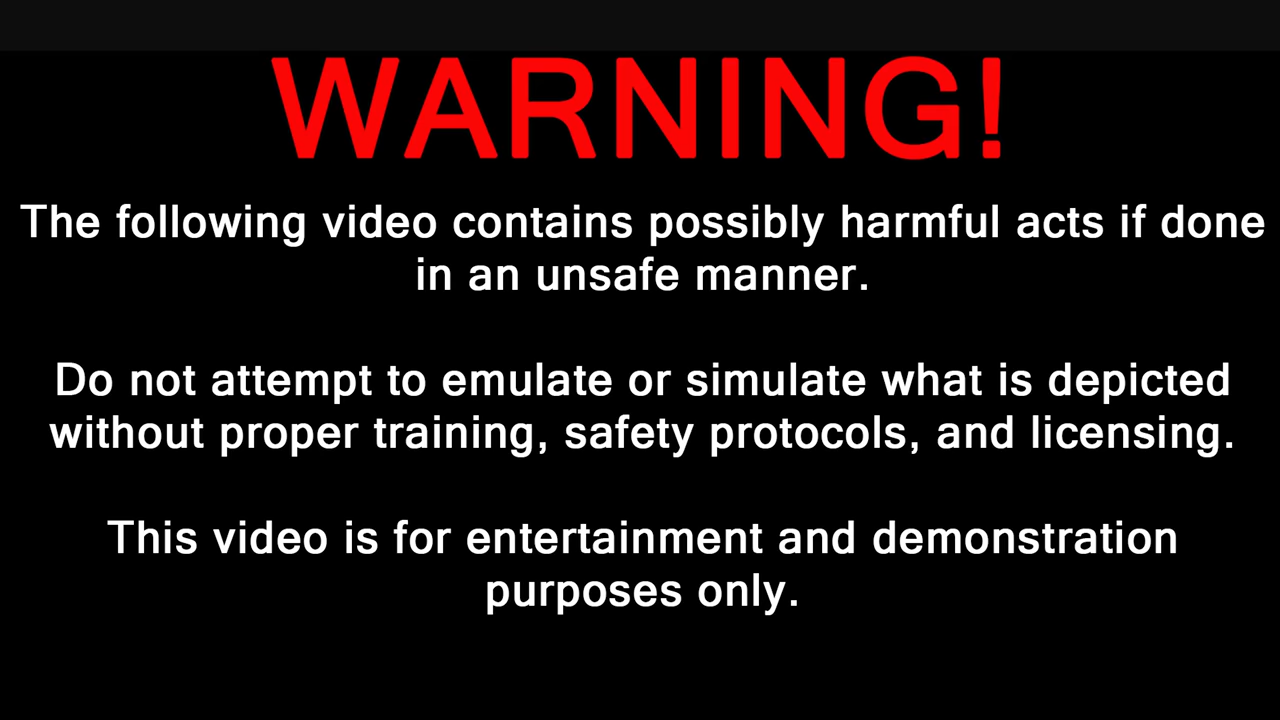 WARNING!
The following video contains possibly harmful acts if done
in an unsafe manner.
Do not attempt to emulate or simulate what is depicted
without proper training, safety protocols, and licensing.
This video is for entertainment and demonstration
purposes only.